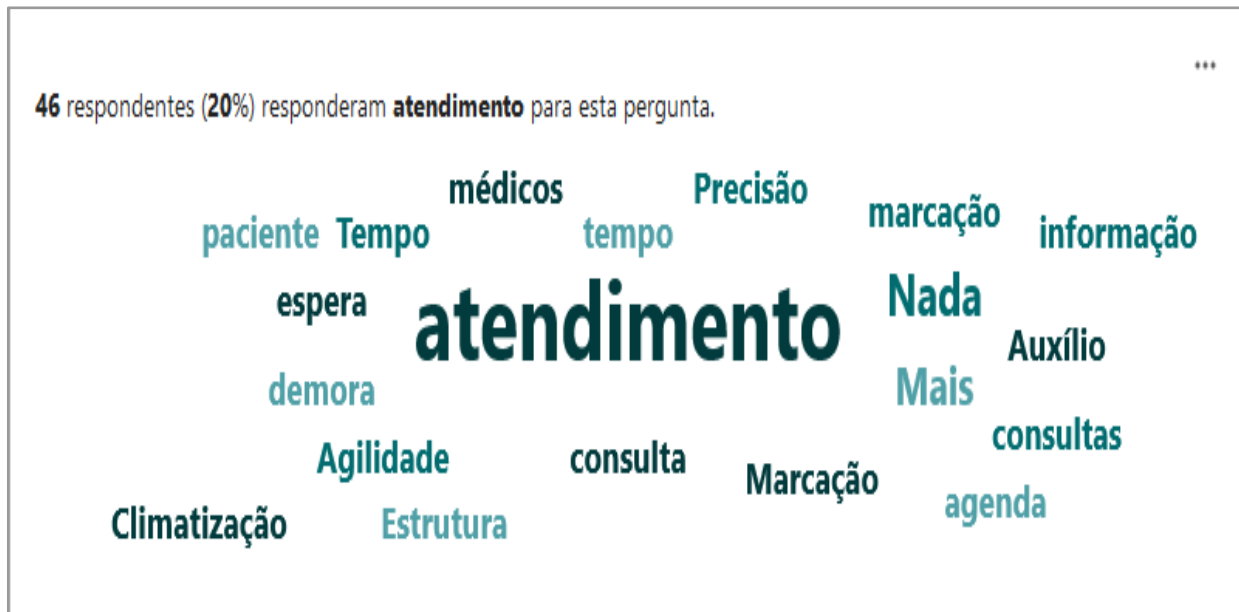 ...
46 respondentes (20%) responderam atendimento para esta pergunta.
médicos Precisão
marcação
paciente Tempo tempo informação
espera atendimento Nada
Auxílio
demora Mais
consultas
Agilidade consulta
Marcação
agenda
Climatização Estrutura